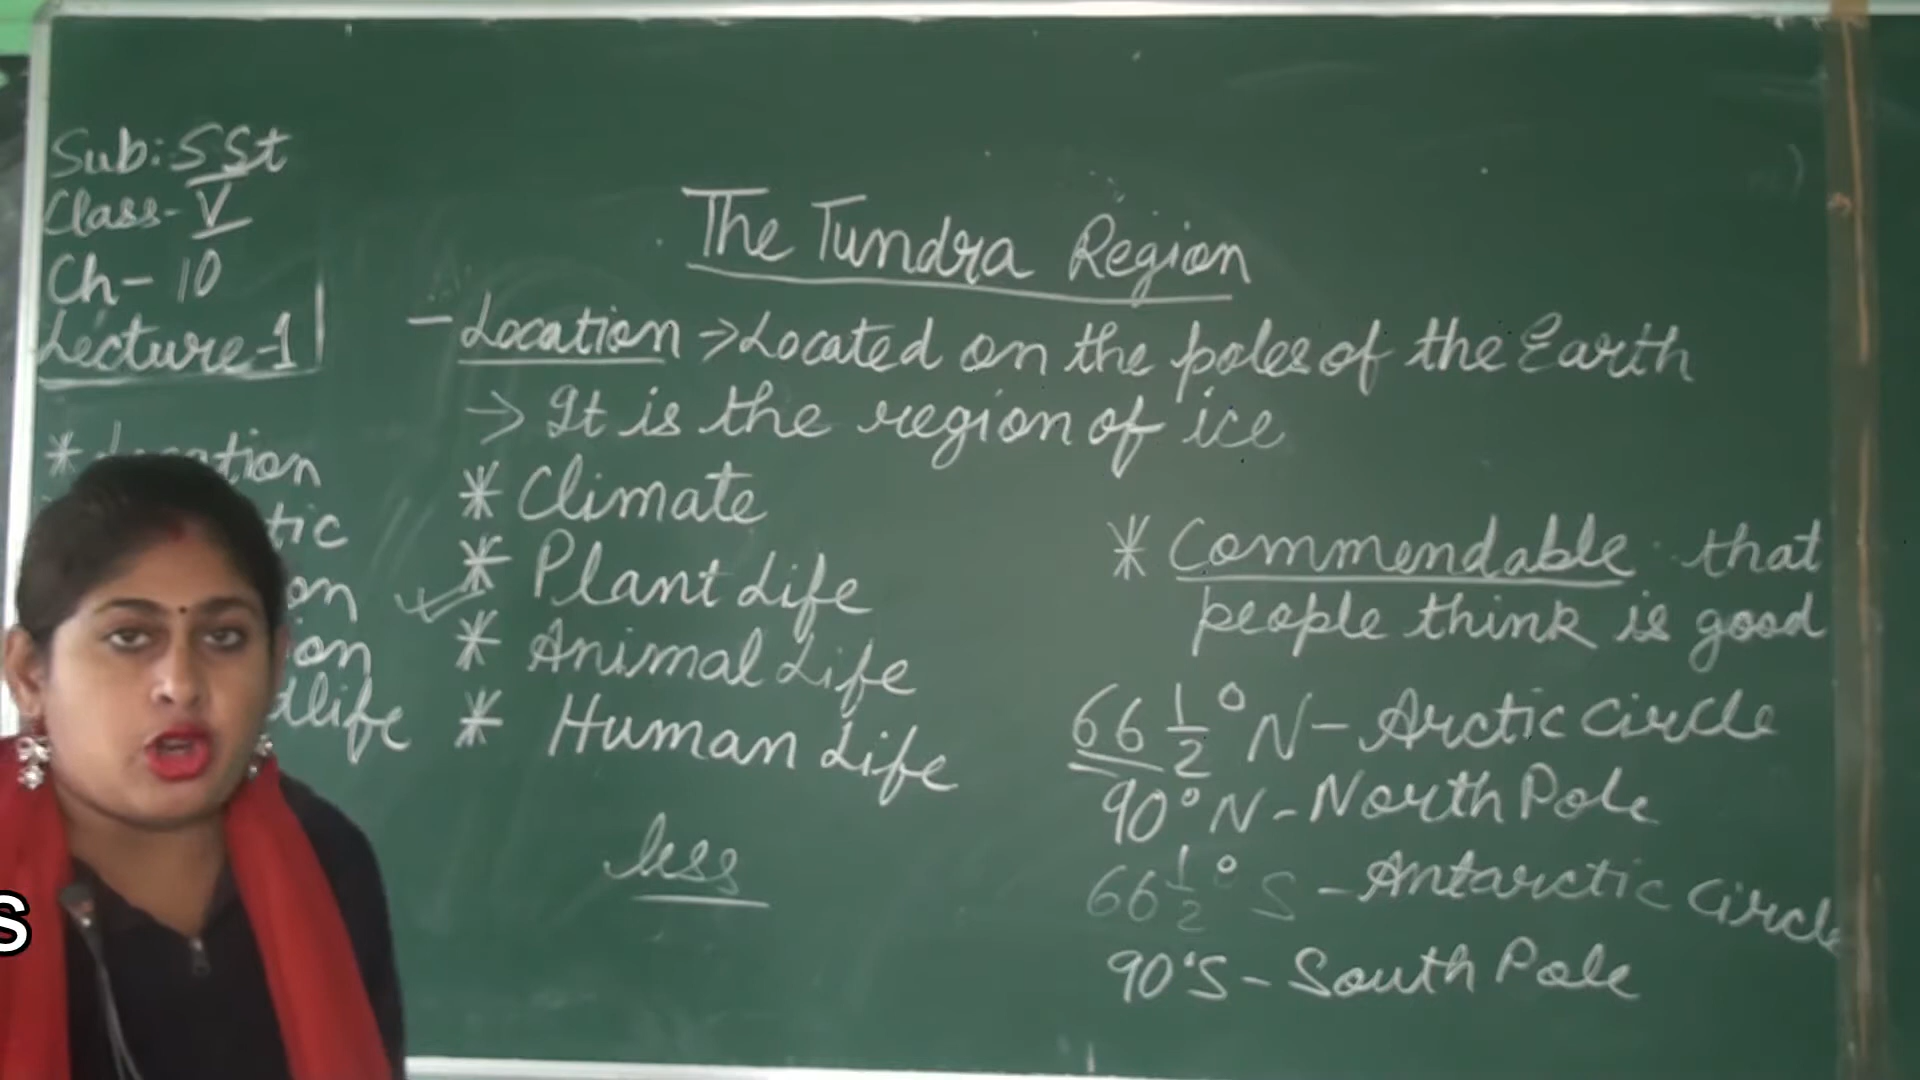 Sub: SSt
Class - V
Ch - 10
Lecture-1
The Tundra Region
- Location → Located on the poles of the Earth
→ It is the region of ice
* Climate
* Plant Life
* Animal Life
* Human Life
less
* Commendable that
people think is good
66 1/2° N - Arctic Circle
90° N - North Pole
66 1/2° S - Antarctic Circle
90° S - South Pole
s